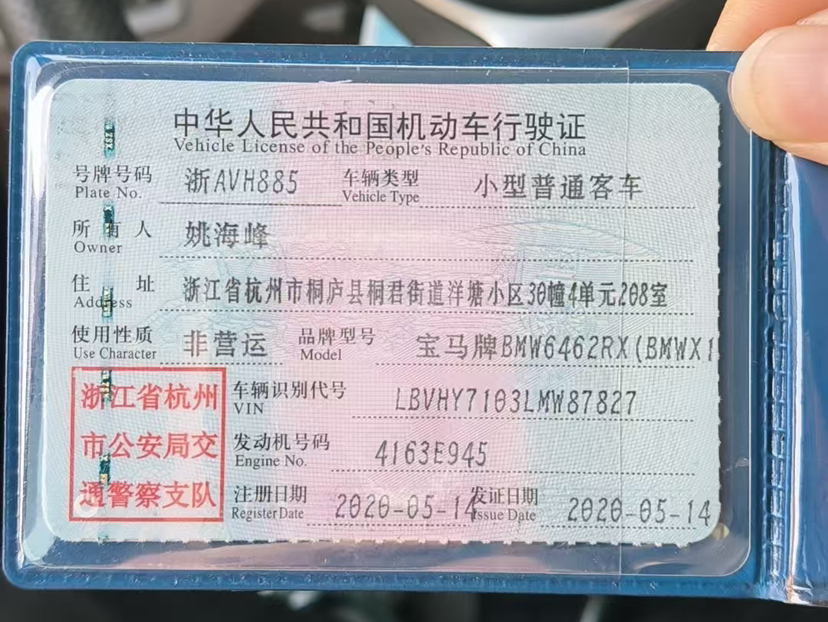 中华人民共和国机动车行驶证
Vehicle License of the People's Republic of China
号牌号码 浙AVH885 车辆类型 小型普通客车
Plate No. Vehicle Type
所有人 姚海峰
Owner
住址 浙江省杭州市桐庐县桐君街道洋塘小区30幢4单元208室
Address
使用性质 非营运 品牌型号 宝马牌BMW6462RX(BMWX1
Use Character Model
浙江省杭州 车辆识别代号 LBVHY7103LMW87827
VIN
市公安局交 发动机号码 4163E945
Engine No.
通警察支队 注册日期 2020-05-14 发证日期 2020-05-14
Register Date Issue Date